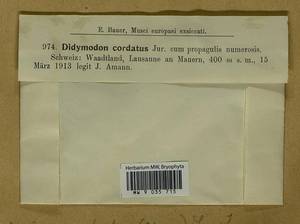 E. Bauer, Musci europaei exsiccati.
974. Didymodon cordatus Jur. cum propagulis numerosis.
Schweiz: Waadtland, Lausanne an Mauern, 400 m s. m., 15
März 1913 legit J. Amann.
Herbarium MW, Bryophyta
MW 9 035 715